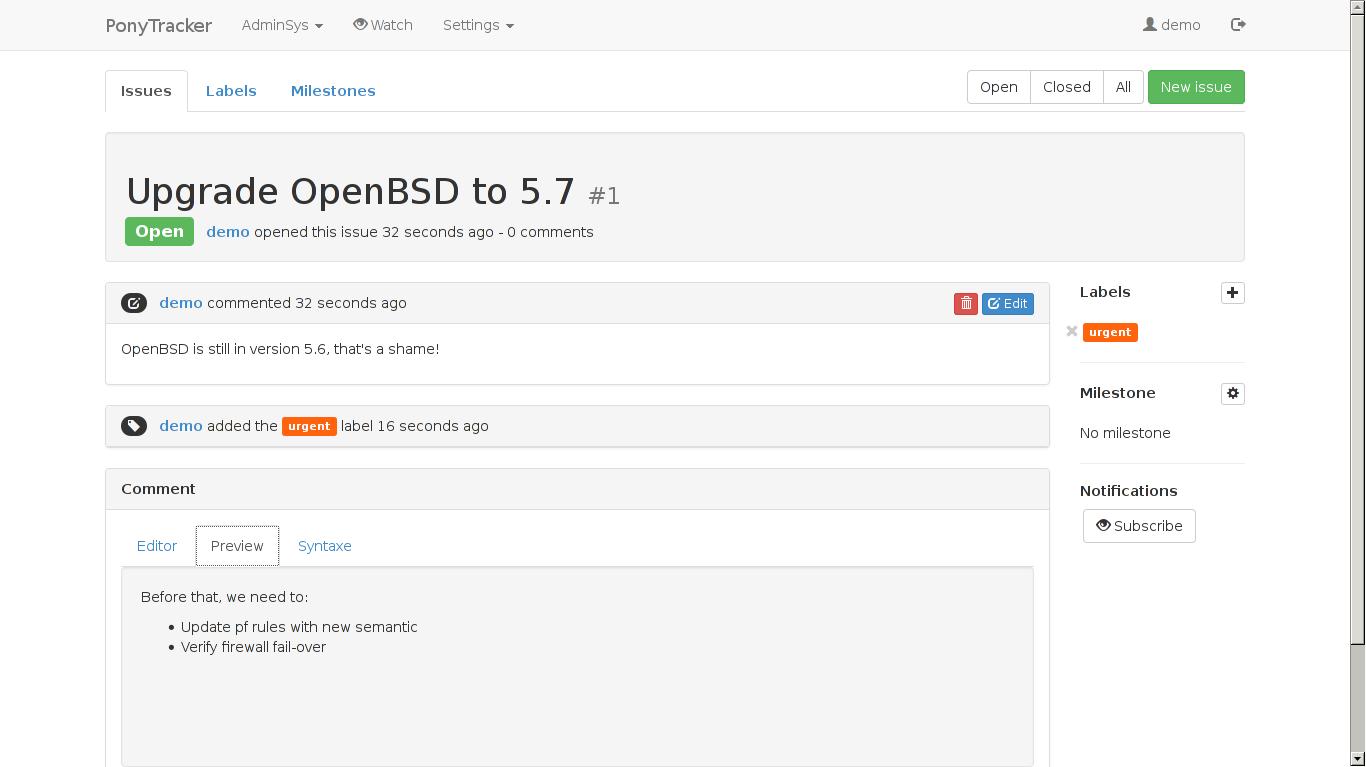 PonyTracker AdminSys Watch Settings demo
Issues Labels Milestones Open Closed All New issue
Upgrade OpenBSD to 5.7 #1
Open demo opened this issue 32 seconds ago - 0 comments
demo commented 32 seconds ago Edit
OpenBSD is still in version 5.6, that's a shame!
demo added the urgent label 16 seconds ago
Comment
Editor Preview Syntaxe
Before that, we need to:
• Update pf rules with new semantic
• Verify firewall fail-over
Labels
urgent
Milestone
No milestone
Notifications
Subscribe